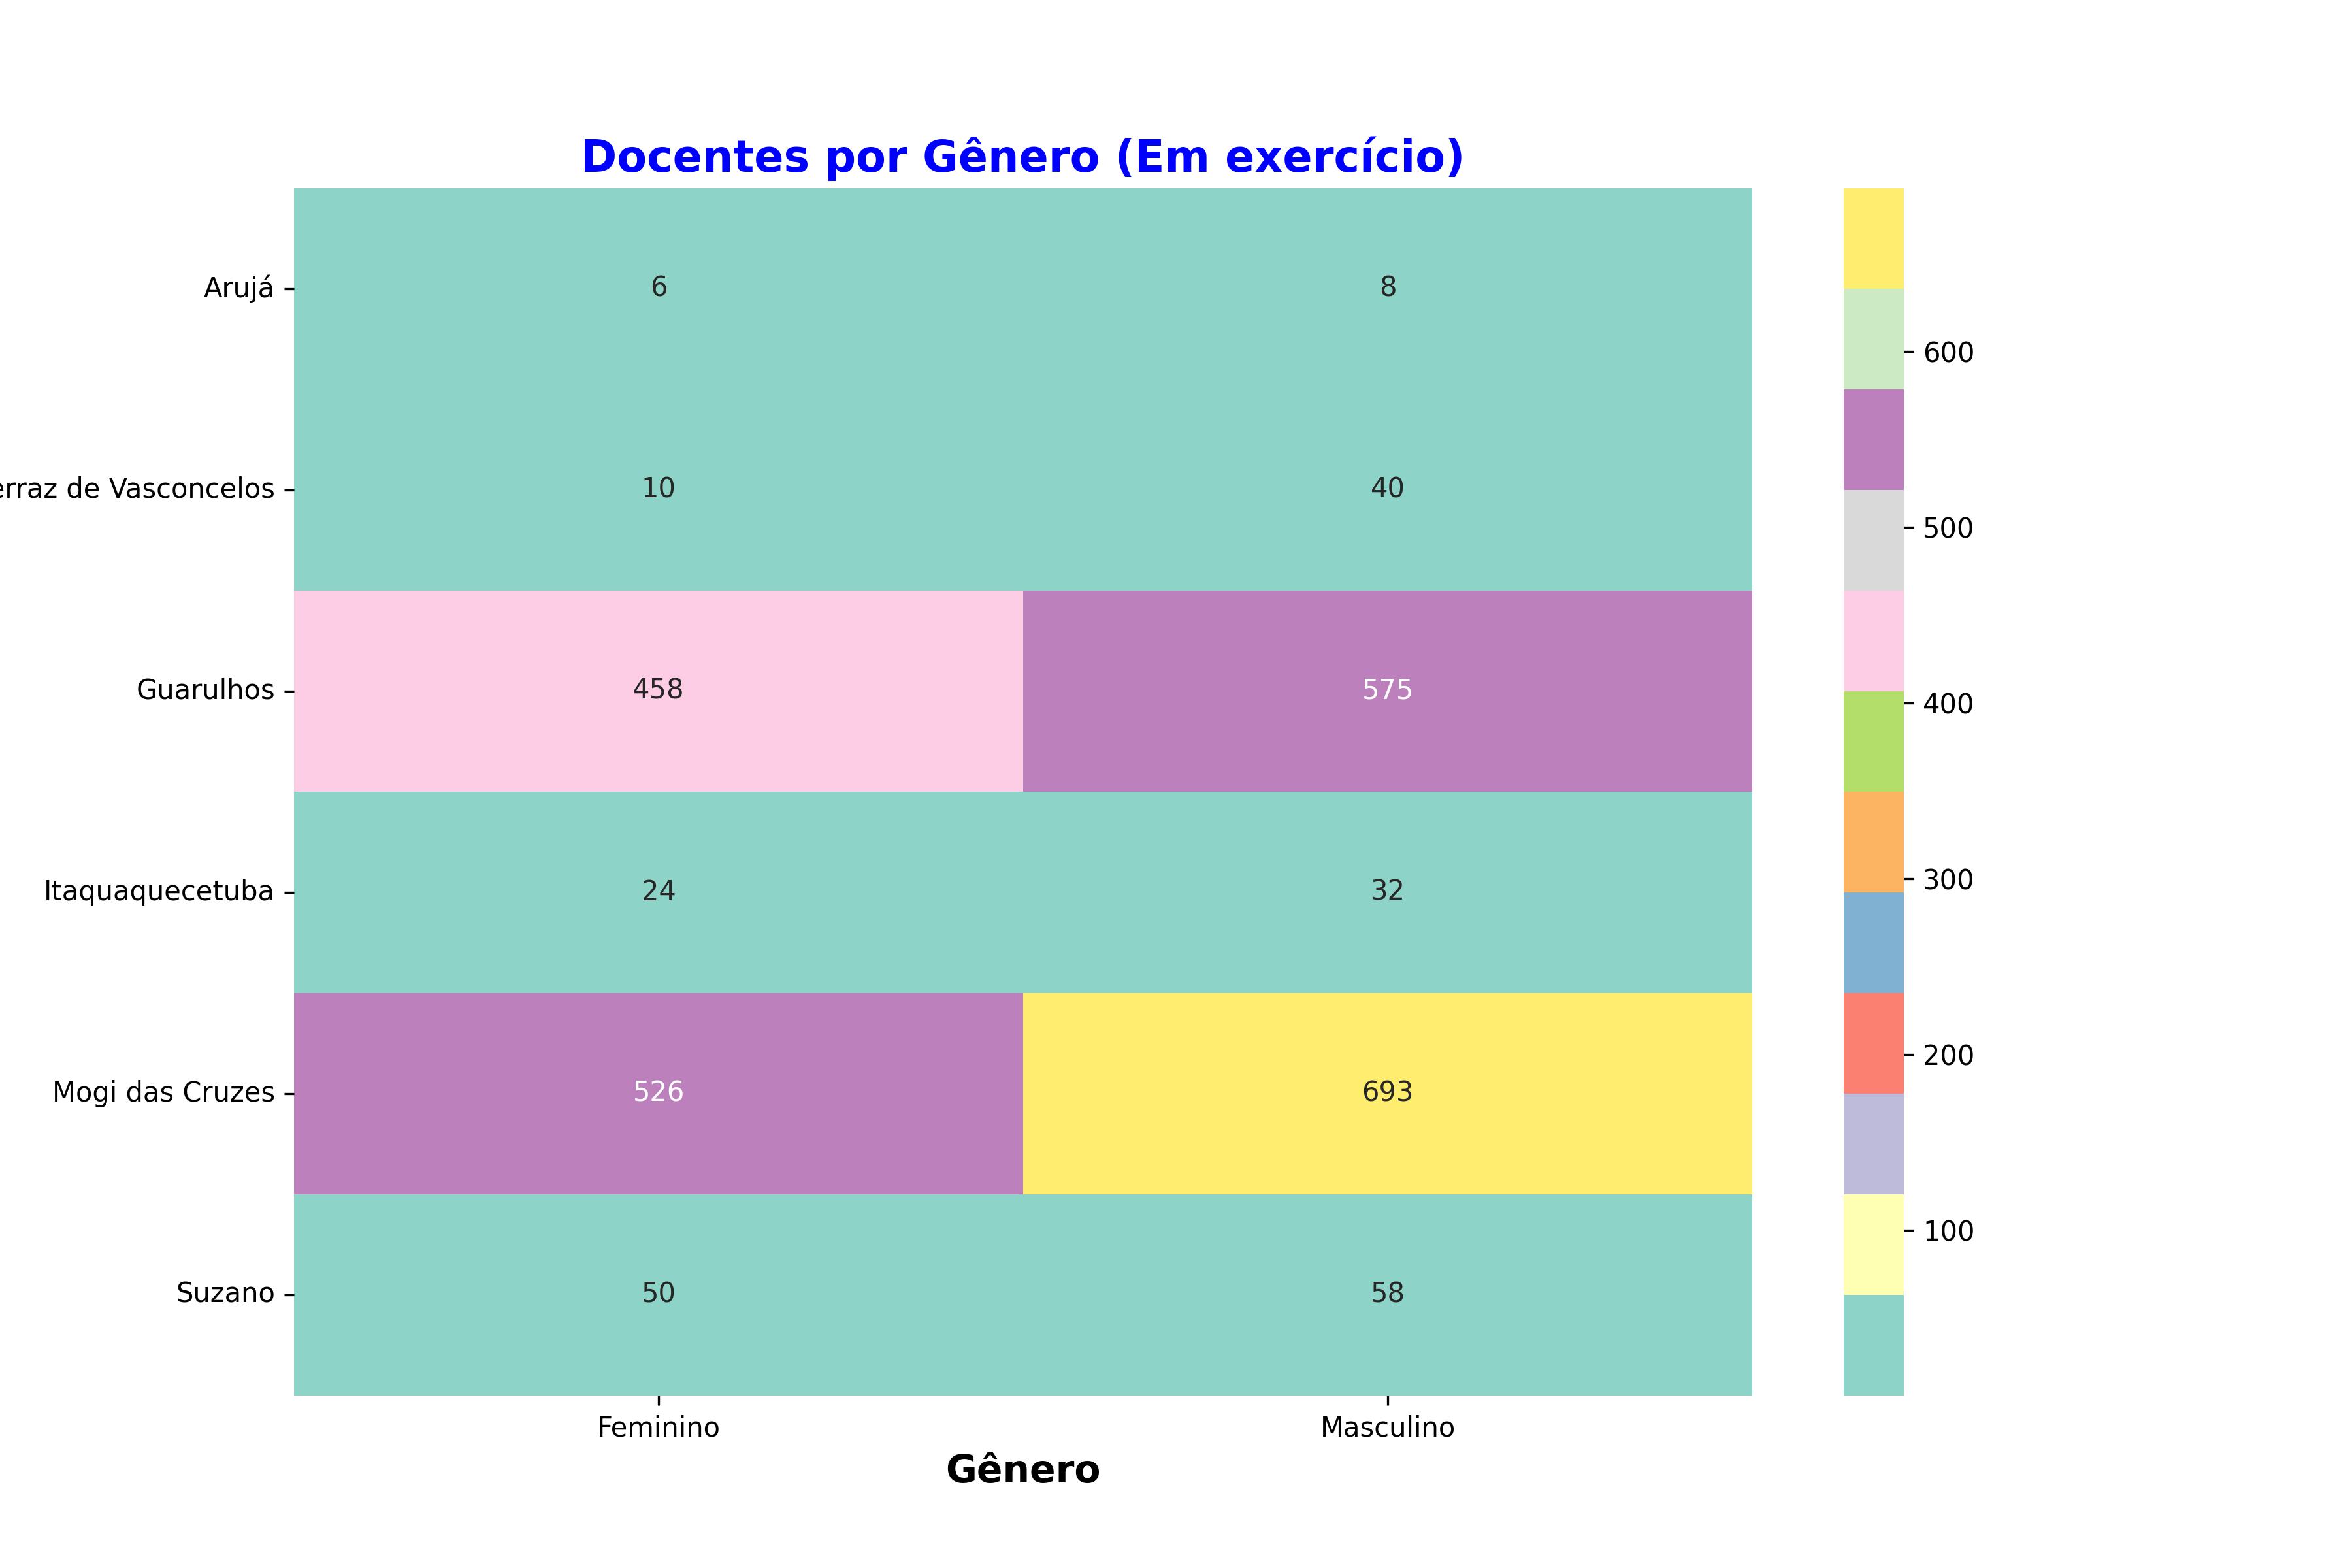 Docentes por Gênero (Em exercício)
Arujá 6 8
erraz de Vasconcelos 10 40
Guarulhos 458 575
Itaquaquecetuba 24 32
Mogi das Cruzes 526 693
Suzano 50 58
Feminino Masculino
Gênero
600
500
400
300
200
100